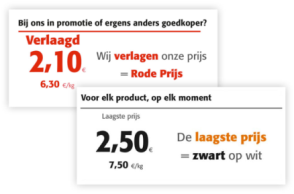 Bij ons in promotie of ergens anders goedkoper?
Verlaagd
2,10€
6,30 €/kg
Wij verlagen onze prijs
= Rode Prijs
Voor elk product, op elk moment
Laagste prijs
2,50€
7,50 €/kg
De laagste prijs
= zwart op wit